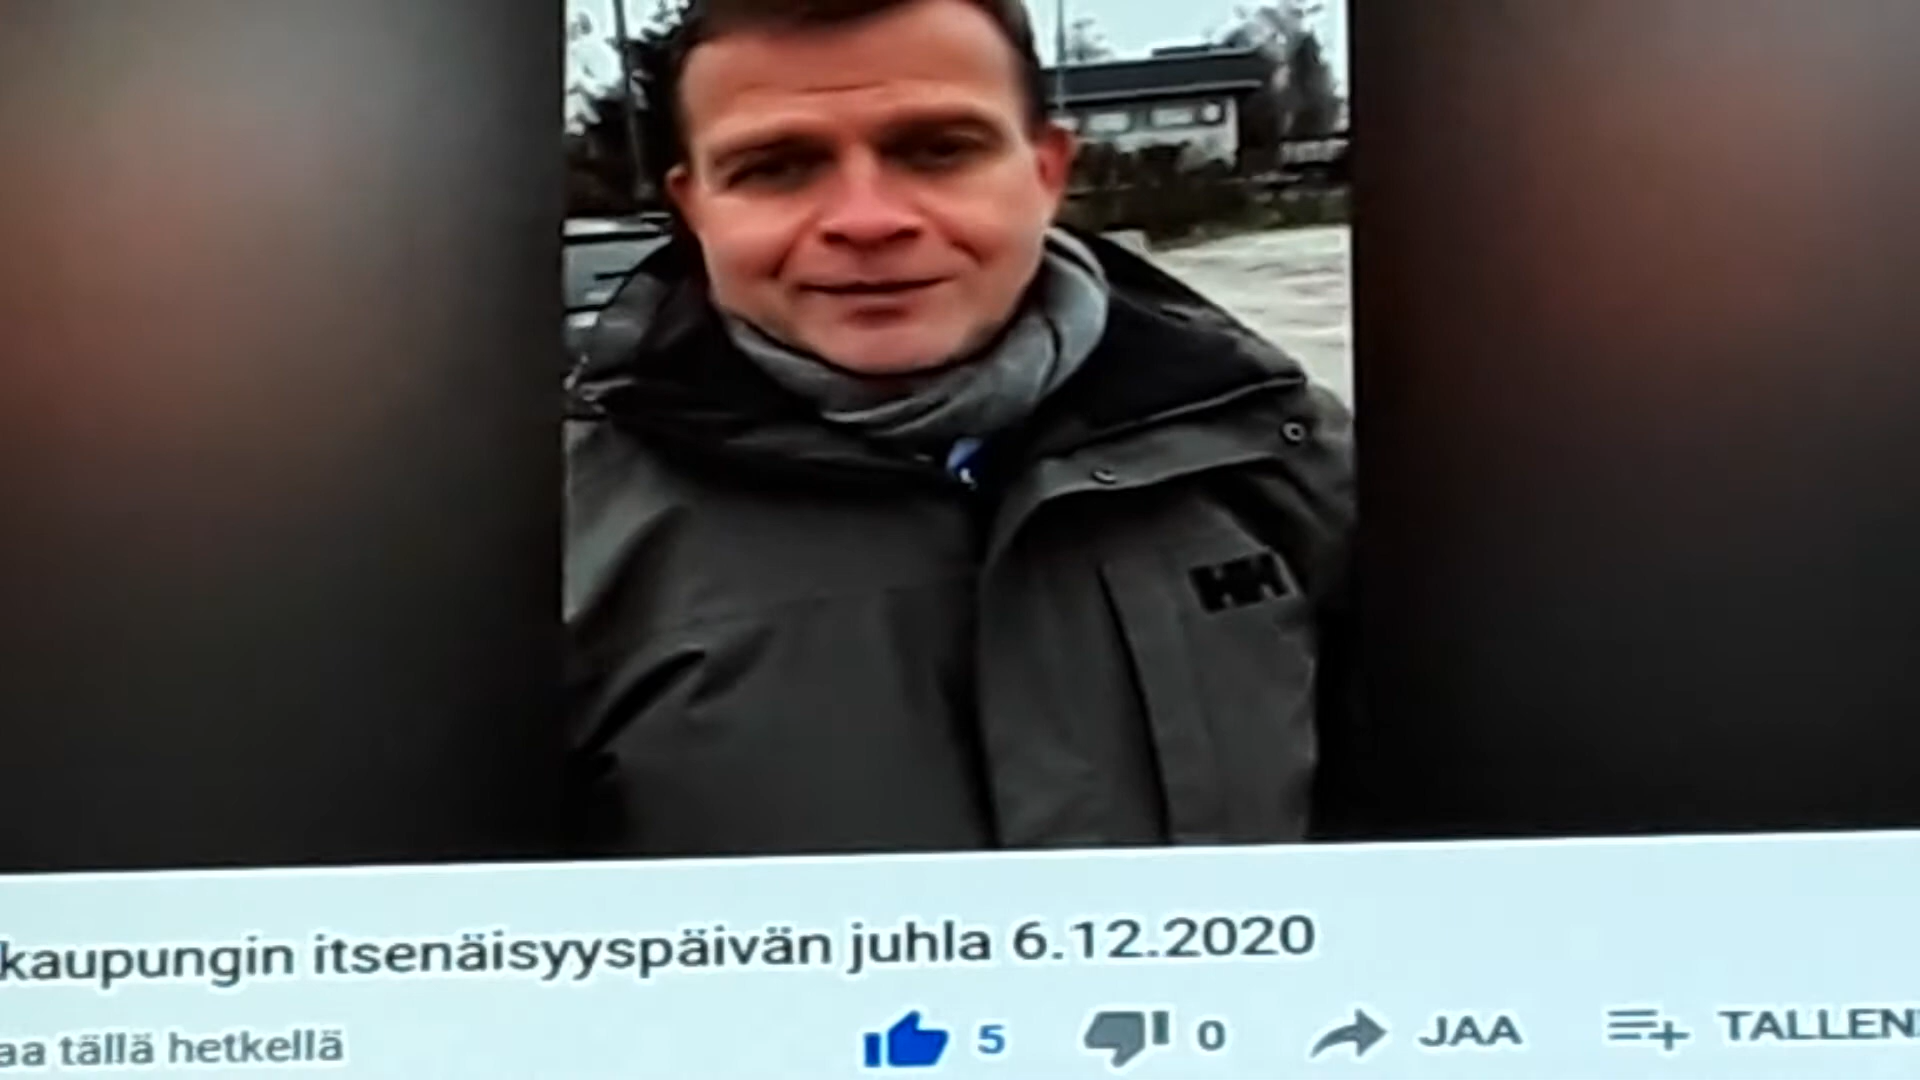 HH
kaupungin itsenäisyyspäivän juhla 6.12.2020
aa tällä hetkellä 5 0 JAA TALLEN